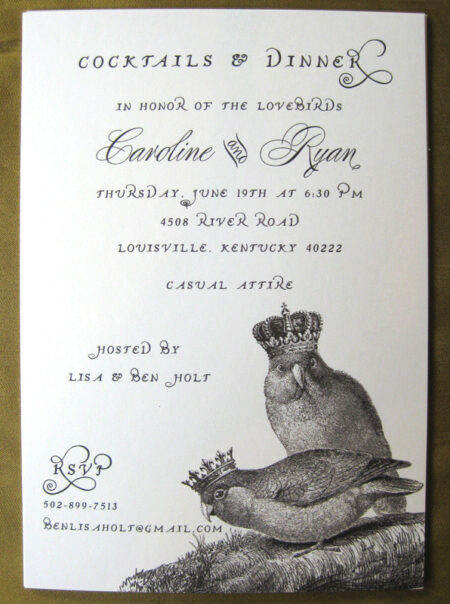 COCKTAILS & DINNER
IN HONOR OF THE LOVEBIRDS
Caroline and Ryan
THURSDAY, JUNE 19TH AT 6:30 PM
4508 RIVER ROAD
LOUISVILLE, KENTUCKY 40222
CASUAL ATTIRE
HOSTED BY
LISA & BEN HOLT
RSVP
502-899-7513
BENLISAHOLT@GMAIL.COM